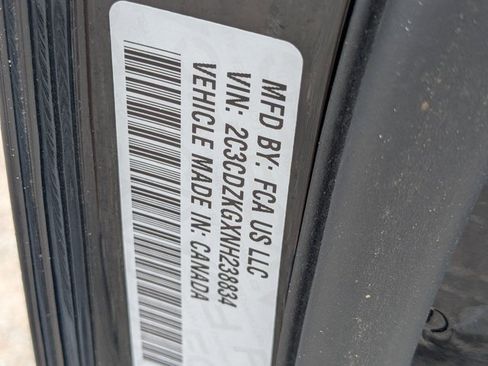 MFD BY: FCA US LLC
VIN: 2C3CDZKGXNH238834
VEHICLE MADE IN: CANADA